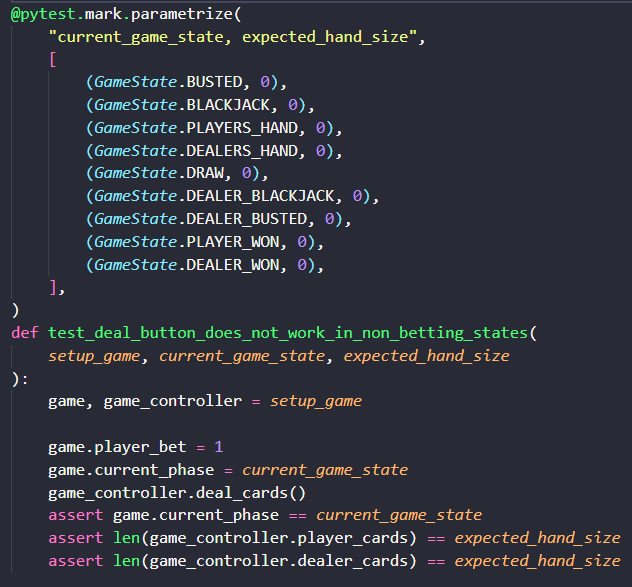 @pytest.mark.parametrize(
    "current_game_state, expected_hand_size",
    [
        (GameState.BUSTED, 0),
        (GameState.BLACKJACK, 0),
        (GameState.PLAYERS_HAND, 0),
        (GameState.DEALERS_HAND, 0),
        (GameState.DRAW, 0),
        (GameState.DEALER_BLACKJACK, 0),
        (GameState.DEALER_BUSTED, 0),
        (GameState.PLAYER_WON, 0),
        (GameState.DEALER_WON, 0),
    ],
)
def test_deal_button_does_not_work_in_non_betting_states(
    setup_game, current_game_state, expected_hand_size
):
    game, game_controller = setup_game

    game.player_bet = 1
    game.current_phase = current_game_state
    game_controller.deal_cards()
    assert game.current_phase == current_game_state
    assert len(game_controller.player_cards) == expected_hand_size
    assert len(game_controller.dealer_cards) == expected_hand_size